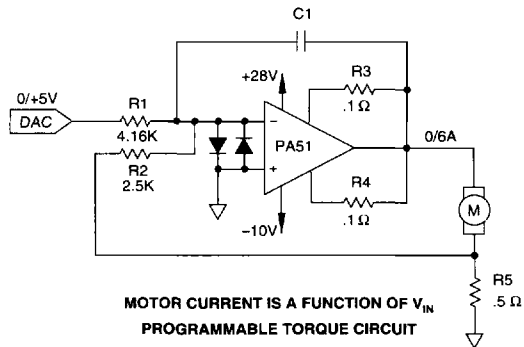 C1
+28V
R3
.1 Ω
0/+5V
DAC
R1
4.16K
R2
2.5K
−
+
PA51
0/6A
R4
.1 Ω
−10V
M
R5
.5 Ω
MOTOR CURRENT IS A FUNCTION OF VIN
PROGRAMMABLE TORQUE CIRCUIT